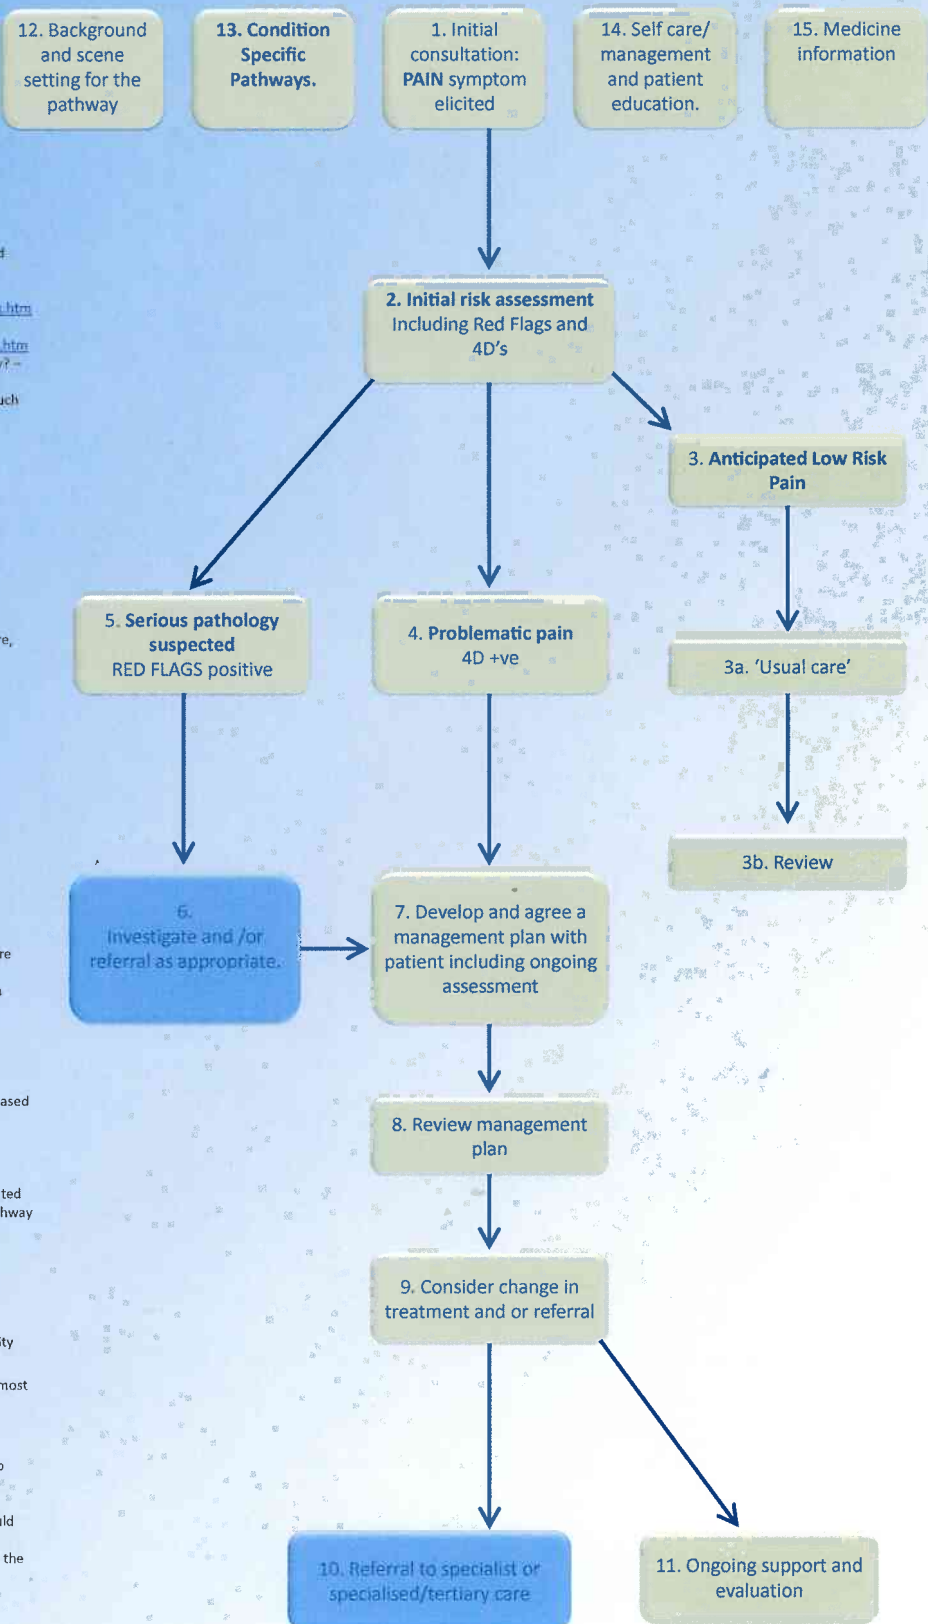 12. Background
and scene
setting for the
pathway
13. Condition
Specific
Pathways.
1. Initial
consultation:
PAIN symptom
elicited
14. Self care/
management
and patient
education.
15. Medicine
information
2. Initial risk assessment
Including Red Flags and
4D's
3. Anticipated Low Risk
Pain
5. Serious pathology
suspected
RED FLAGS positive
4. Problematic pain
4D +ve
3a. 'Usual care'
3b. Review
6.
Investigate and /or
referral as appropriate.
7. Develop and agree a
management plan with
patient including ongoing
assessment
8. Review management
plan
9. Consider change in
treatment and or referral
10. Referral to specialist or
specialised/tertiary care
11. Ongoing support and
evaluation
.htm
.htm
most
the